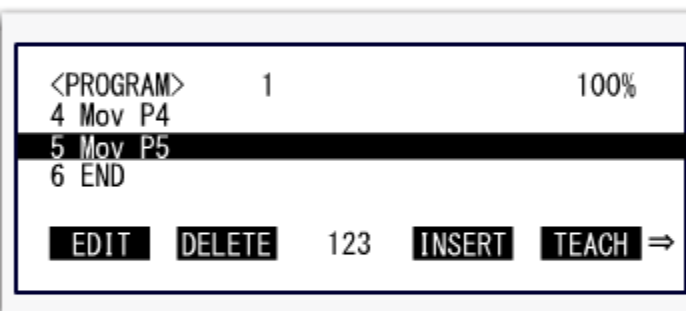 <PROGRAM> 1 100%
4 Mov P4
5 Mov P5
6 END
EDIT DELETE 123 INSERT TEACH ⇒